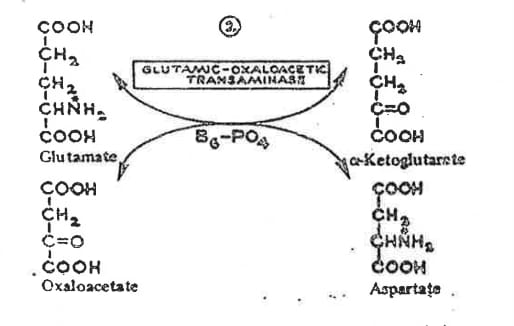 ②
GLUTAMIC-OXALOACETIC
TRANSAMINASE
B₆-PO₄
COOH
CH₂
CH₂
CHNH₂
COOH
Glutamate
COOH
CH₂
CH₂
C=O
COOH
α-Ketoglutarate
COOH
CH₂
C=O
COOH
Oxaloacetate
COOH
CH₂
CHNH₂
COOH
Aspartate